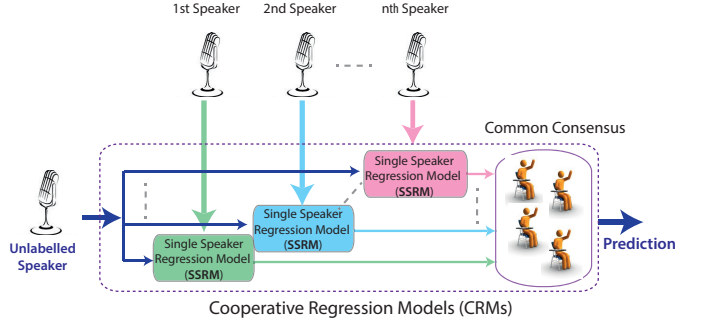 1st Speaker
2nd Speaker
nth Speaker
Common Consensus
Single Speaker
Regression Model
(SSRM)
Single Speaker
Regression Model
(SSRM)
Single Speaker
Regression Model
(SSRM)
Unlabelled
Speaker
Prediction
Cooperative Regression Models (CRMs)